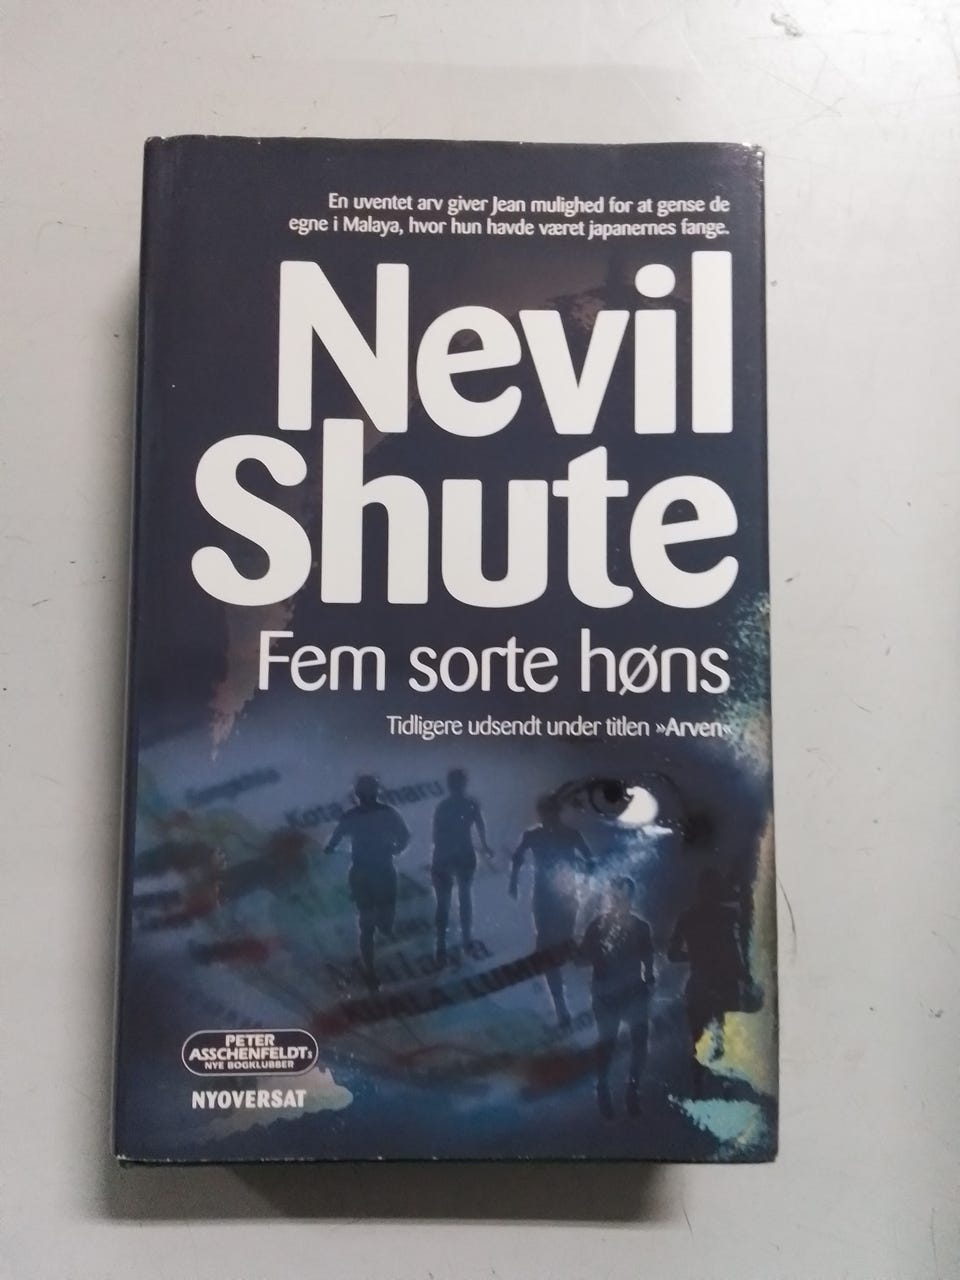 En uventet arv giver Jean mulighed for at gense de
egne i Malaya, hvor hun havde været japanernes fange.
Nevil
Shute
Fem sorte høns
Tidligere udsendt under titlen »Arven«
Kota
Malaya
KUALA
PETER
ASSCHENFELDTs
NYE BOGKLUBBER
NYOVERSAT